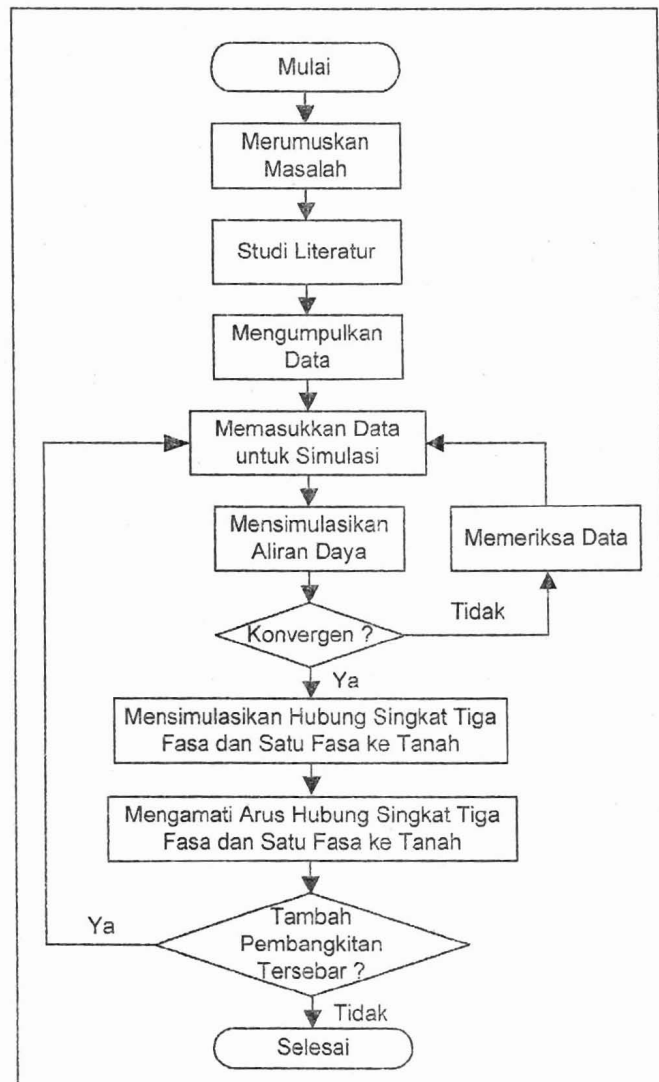 Mulai
Merumuskan
Masalah
Studi Literatur
Mengumpulkan
Data
Memasukkan Data
untuk Simulasi
Mensimulasikan
Aliran Daya
Memeriksa Data
Konvergen ?
Tidak
Ya
Mensimulasikan Hubung Singkat Tiga
Fasa dan Satu Fasa ke Tanah
Mengamati Arus Hubung Singkat Tiga
Fasa dan Satu Fasa ke Tanah
Ya
Tambah
Pembangkitan
Tersebar ?
Tidak
Selesai